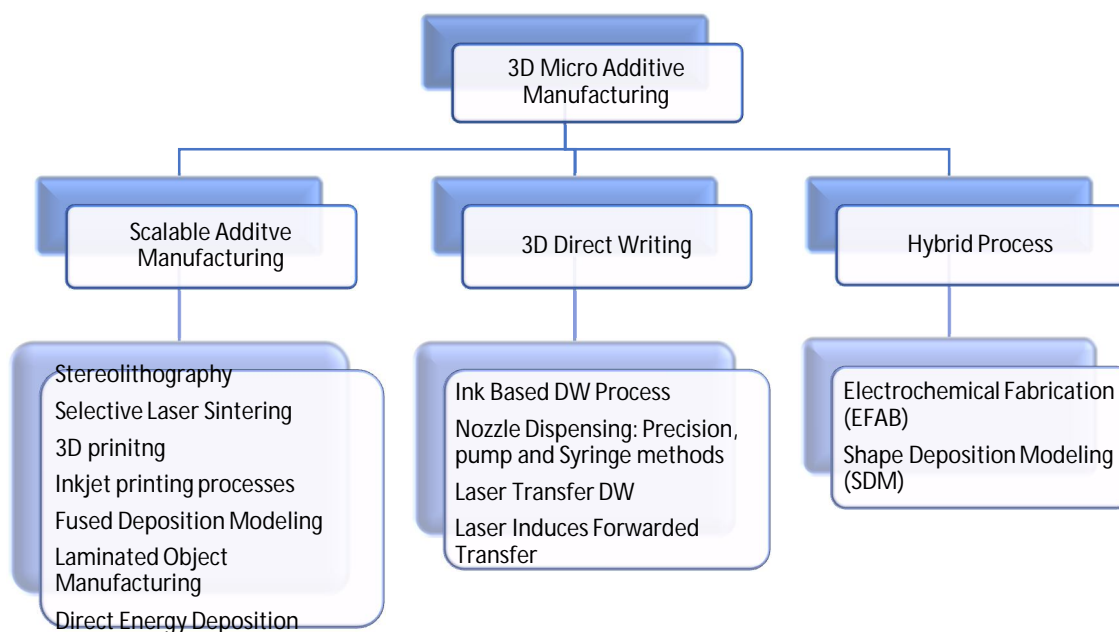 3D Micro Additive
Manufacturing
Scalable Additve
Manufacturing
3D Direct Writing
Hybrid Process
Stereolithography
Selective Laser Sintering
3D prinitng
Inkjet printing processes
Fused Deposition Modeling
Laminated Object
Manufacturing
Direct Energy Deposition
Ink Based DW Process
Nozzle Dispensing: Precision,
pump and Syringe methods
Laser Transfer DW
Laser Induces Forwarded
Transfer
Electrochemical Fabrication
(EFAB)
Shape Deposition Modeling
(SDM)